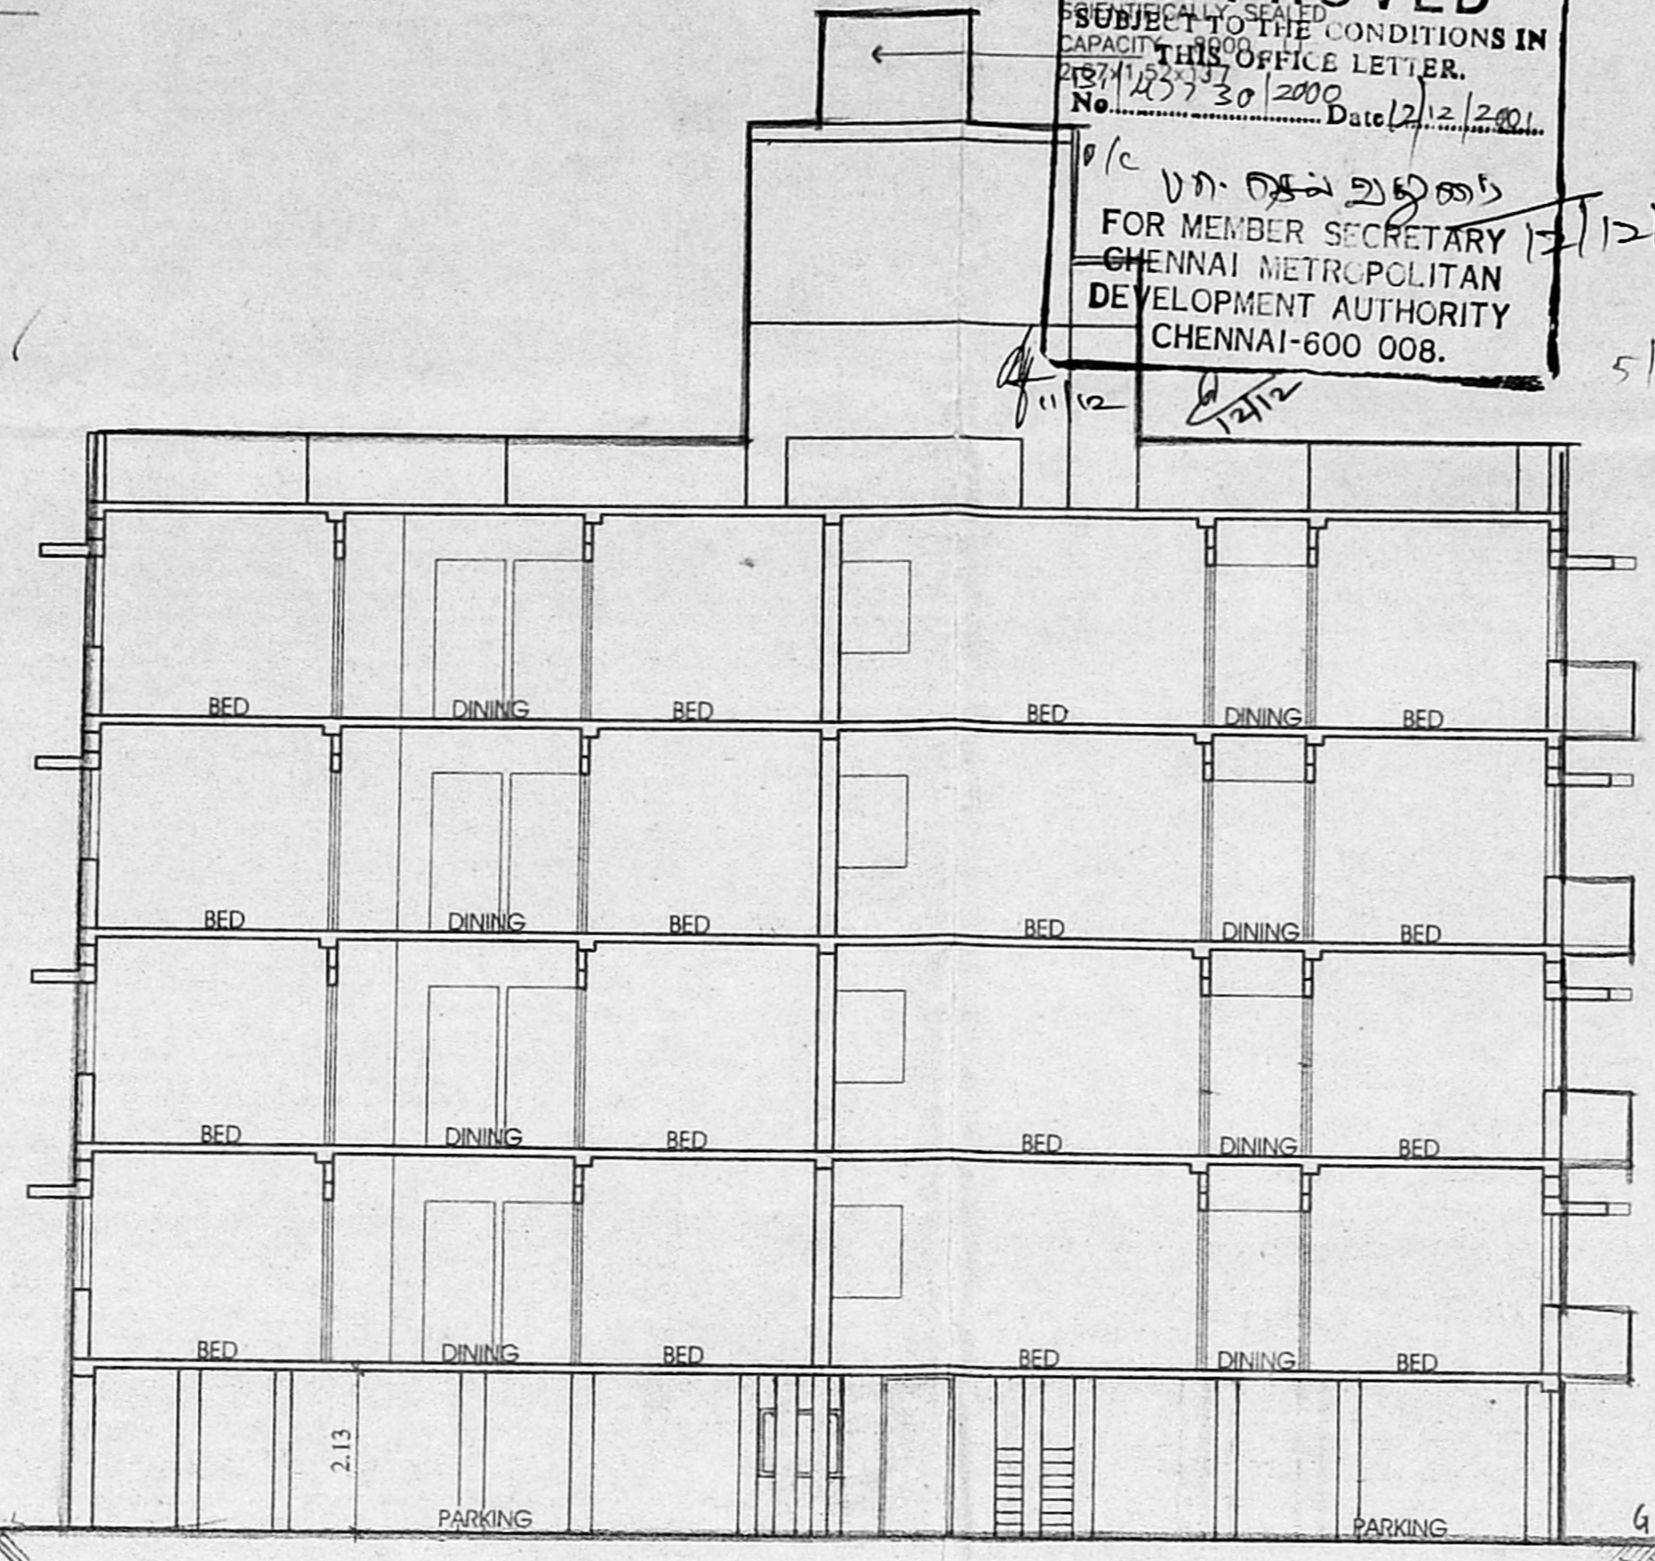 SCIENTIFICALLY SEALED
CAPACITY 8000
SUBJECT TO THE CONDITIONS IN
THIS OFFICE LETTER.
No. 30/2000 Date 12/12/2001
FOR MEMBER SECRETARY 12/12
CHENNAI METROPOLITAN
DEVELOPMENT AUTHORITY
CHENNAI-600 008.
11/12 12/12
BED DINING BED BED DINING BED
BED DINING BED BED DINING BED
BED DINING BED BED DINING BED
BED DINING BED BED DINING BED
2.13
PARKING PARKING
G